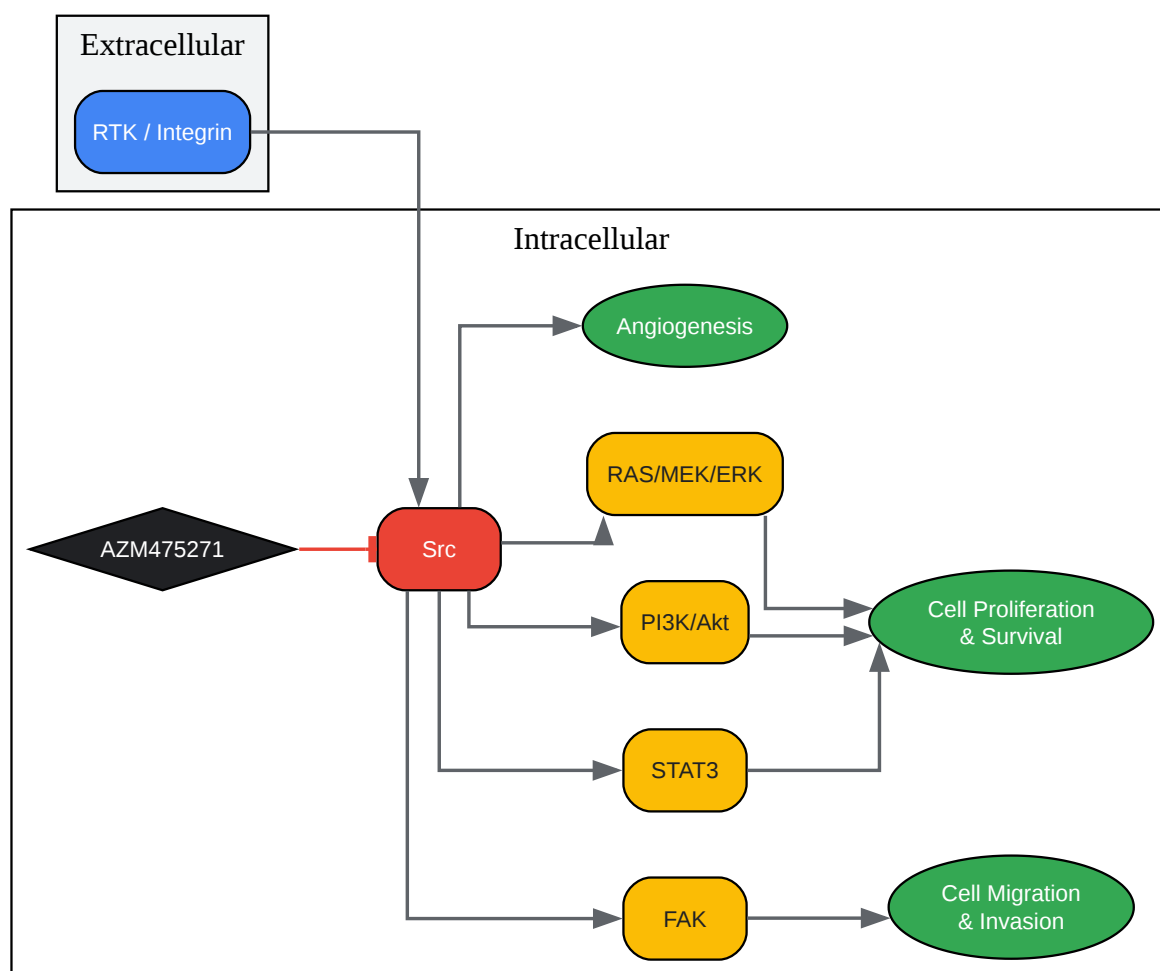 Extracellular
RTK / Integrin
Intracellular
Angiogenesis
RAS/MEK/ERK
AZM475271
Src
PI3K/Akt
Cell Proliferation
& Survival
STAT3
FAK
Cell Migration
& Invasion